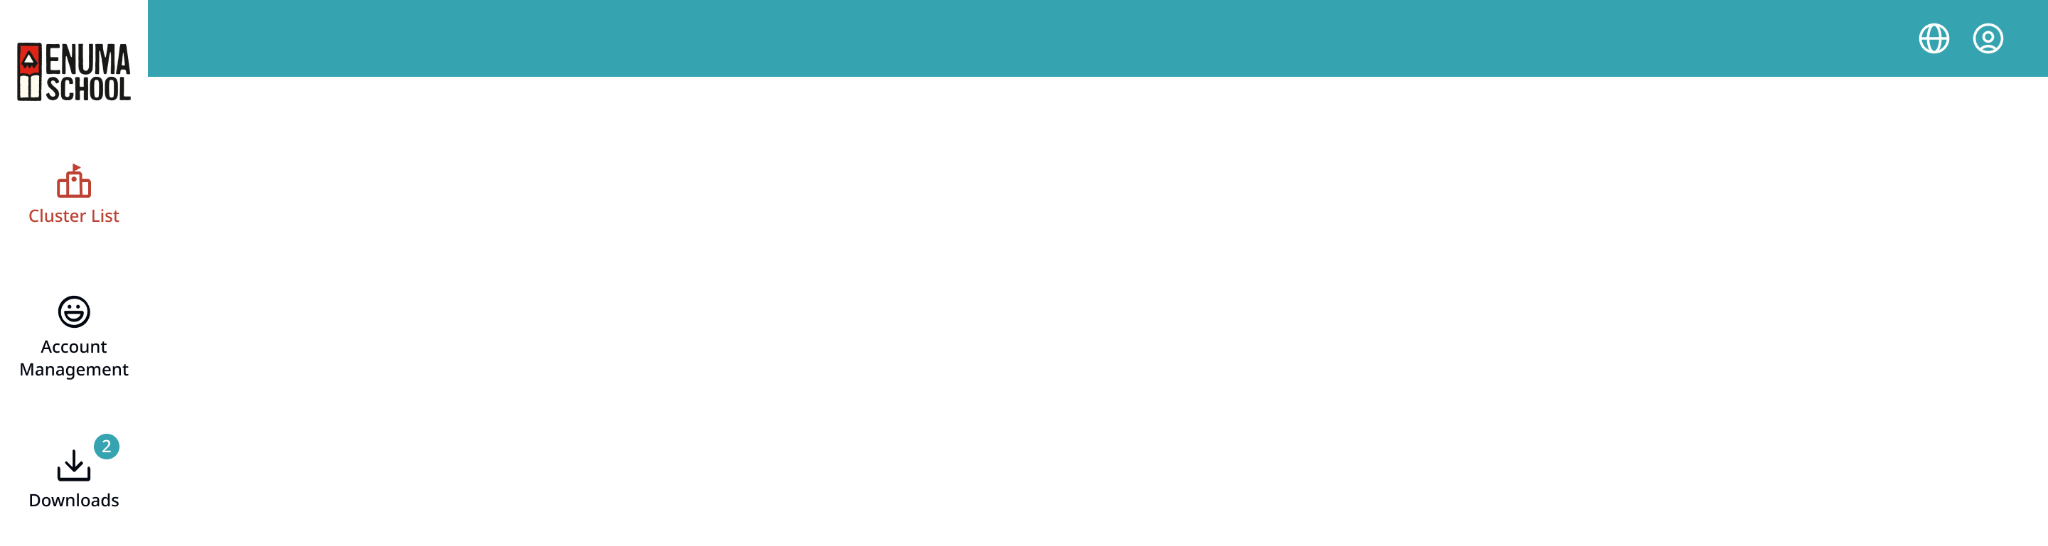 ENUMA
SCHOOL
Cluster List
Account
Management
2
Downloads